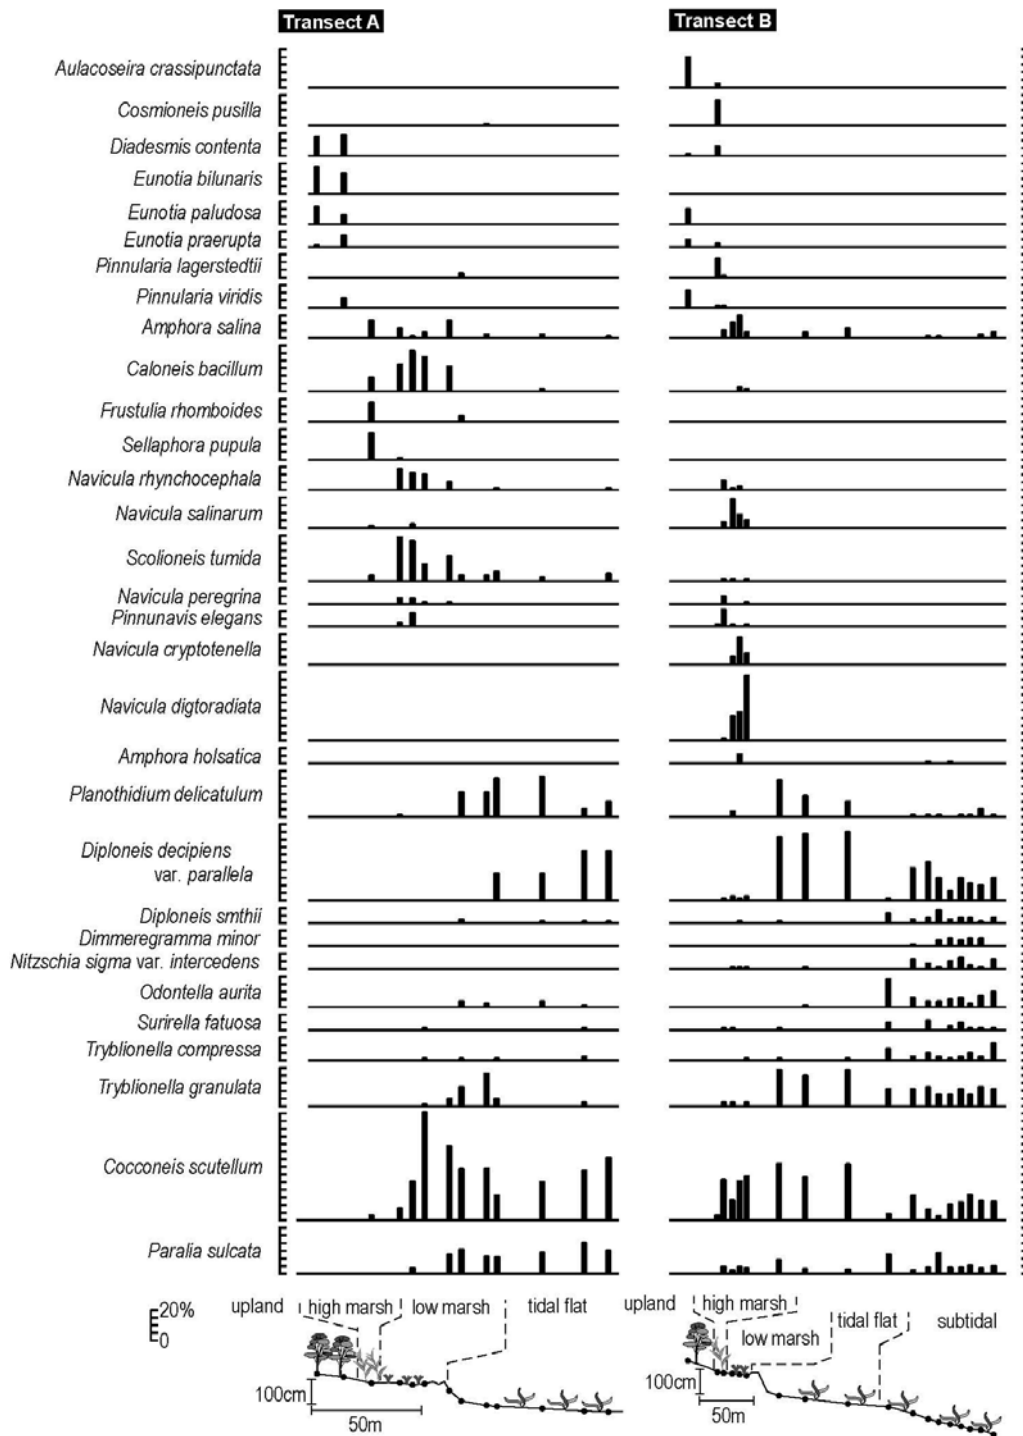 Transect A
Transect B
Aulacoseira crassipunctata
Cosmioneis pusilla
Diadesmis contenta
Eunotia bilunaris
Eunotia paludosa
Eunotia praerupta
Pinnularia lagerstedtii
Pinnularia viridis
Amphora salina
Caloneis bacillum
Frustulia rhomboides
Sellaphora pupula
Navicula rhynchocephala
Navicula salinarum
Scolioneis tumida
Navicula peregrina
Pinnunavis elegans
Navicula cryptotenella
Navicula digtoradiata
Amphora holsatica
Planothidium delicatulum
Diploneis decipiens
var. parallela
Diploneis smthii
Dimmeregramma minor
Nitzschia sigma var. intercedens
Odontella aurita
Surirella fatuosa
Tryblionella compressa
Tryblionella granulata
Cocconeis scutellum
Paralia sulcata
20%
0
upland
high marsh
low marsh
tidal flat
100cm
50m
upland
high marsh
low marsh
tidal flat
subtidal
100cm
50m